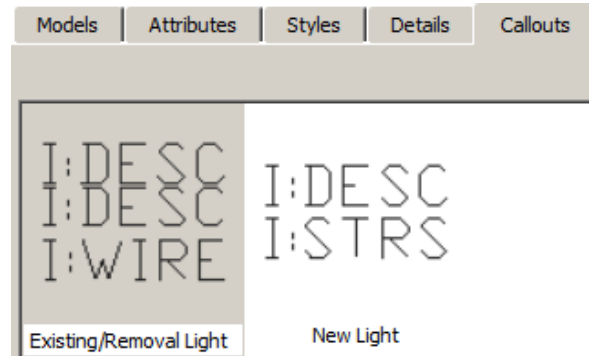 Models Attributes Styles Details Callouts
I:DESC
I:DESC
I:WIRE
Existing/Removal Light
I:DESC
I:STRS
New Light